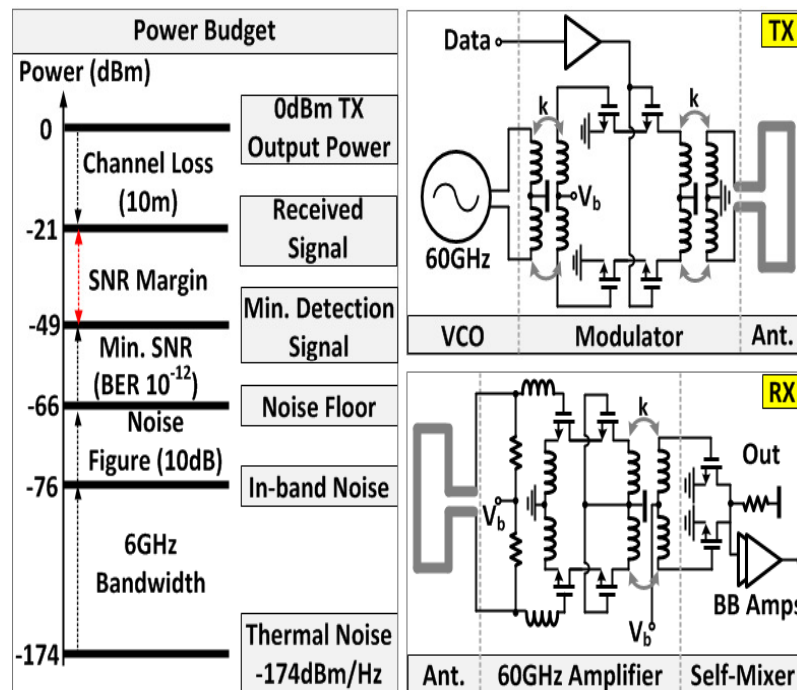 Power Budget
Power (dBm)
0
0dBm TX
Output Power
Channel Loss
(10m)
-21
Received
Signal
SNR Margin
Min. Detection
Signal
-49
Min. SNR
(BER 10⁻¹²)
-66
Noise Floor
Noise
Figure (10dB)
-76
In-band Noise
6GHz
Bandwidth
-174
Thermal Noise
-174dBm/Hz
TX
Data
k
Vb
60GHz
VCO
Modulator
Ant.
RX
k
Out
Vb
BB Amps
Vb
Ant.
60GHz Amplifier
Self-Mixer